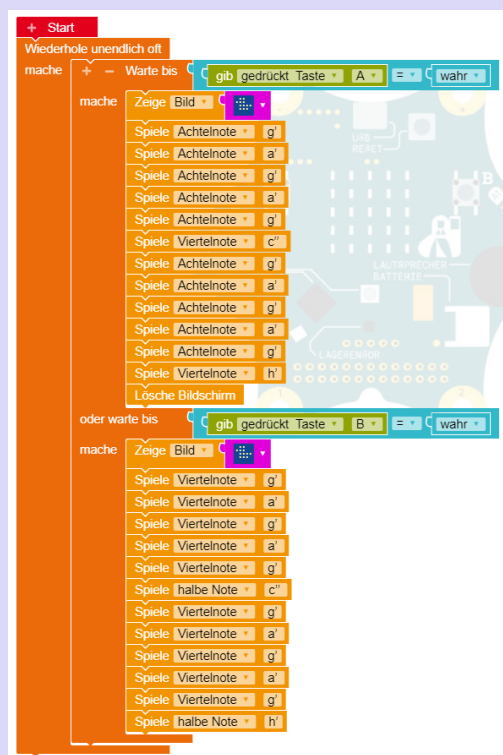 + Start
Wiederhole unendlich oft
mache + − Warte bis gib gedrückt Taste A = wahr
mache Zeige Bild
Spiele Achtelnote g'
Spiele Achtelnote a'
Spiele Achtelnote g'
Spiele Achtelnote a'
Spiele Achtelnote g'
Spiele Viertelnote c''
Spiele Achtelnote g'
Spiele Achtelnote a'
Spiele Achtelnote g'
Spiele Achtelnote a'
Spiele Achtelnote g'
Spiele Viertelnote h'
Lösche Bildschirm
oder warte bis gib gedrückt Taste B = wahr
mache Zeige Bild
Spiele Viertelnote g'
Spiele Viertelnote a'
Spiele Viertelnote g'
Spiele Viertelnote a'
Spiele Viertelnote g'
Spiele halbe Note c''
Spiele Viertelnote g'
Spiele Viertelnote a'
Spiele Viertelnote g'
Spiele Viertelnote a'
Spiele Viertelnote g'
Spiele halbe Note h'
USB
RESET
B
LAUTSPRECHER
BATTERIE